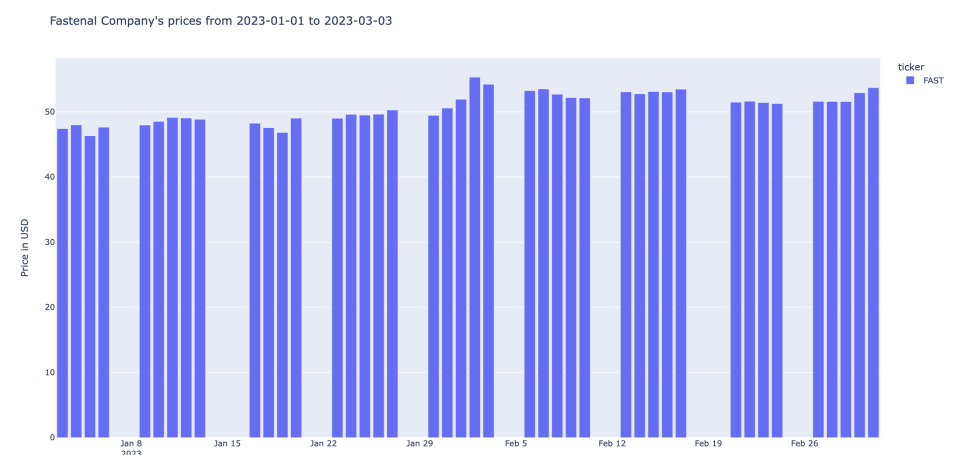 Fastenal Company's prices from 2023-01-01 to 2023-03-03
ticker
FAST
Price in USD
50
40
30
20
10
0
Jan 8
2023
Jan 15
Jan 22
Jan 29
Feb 5
Feb 12
Feb 19
Feb 26